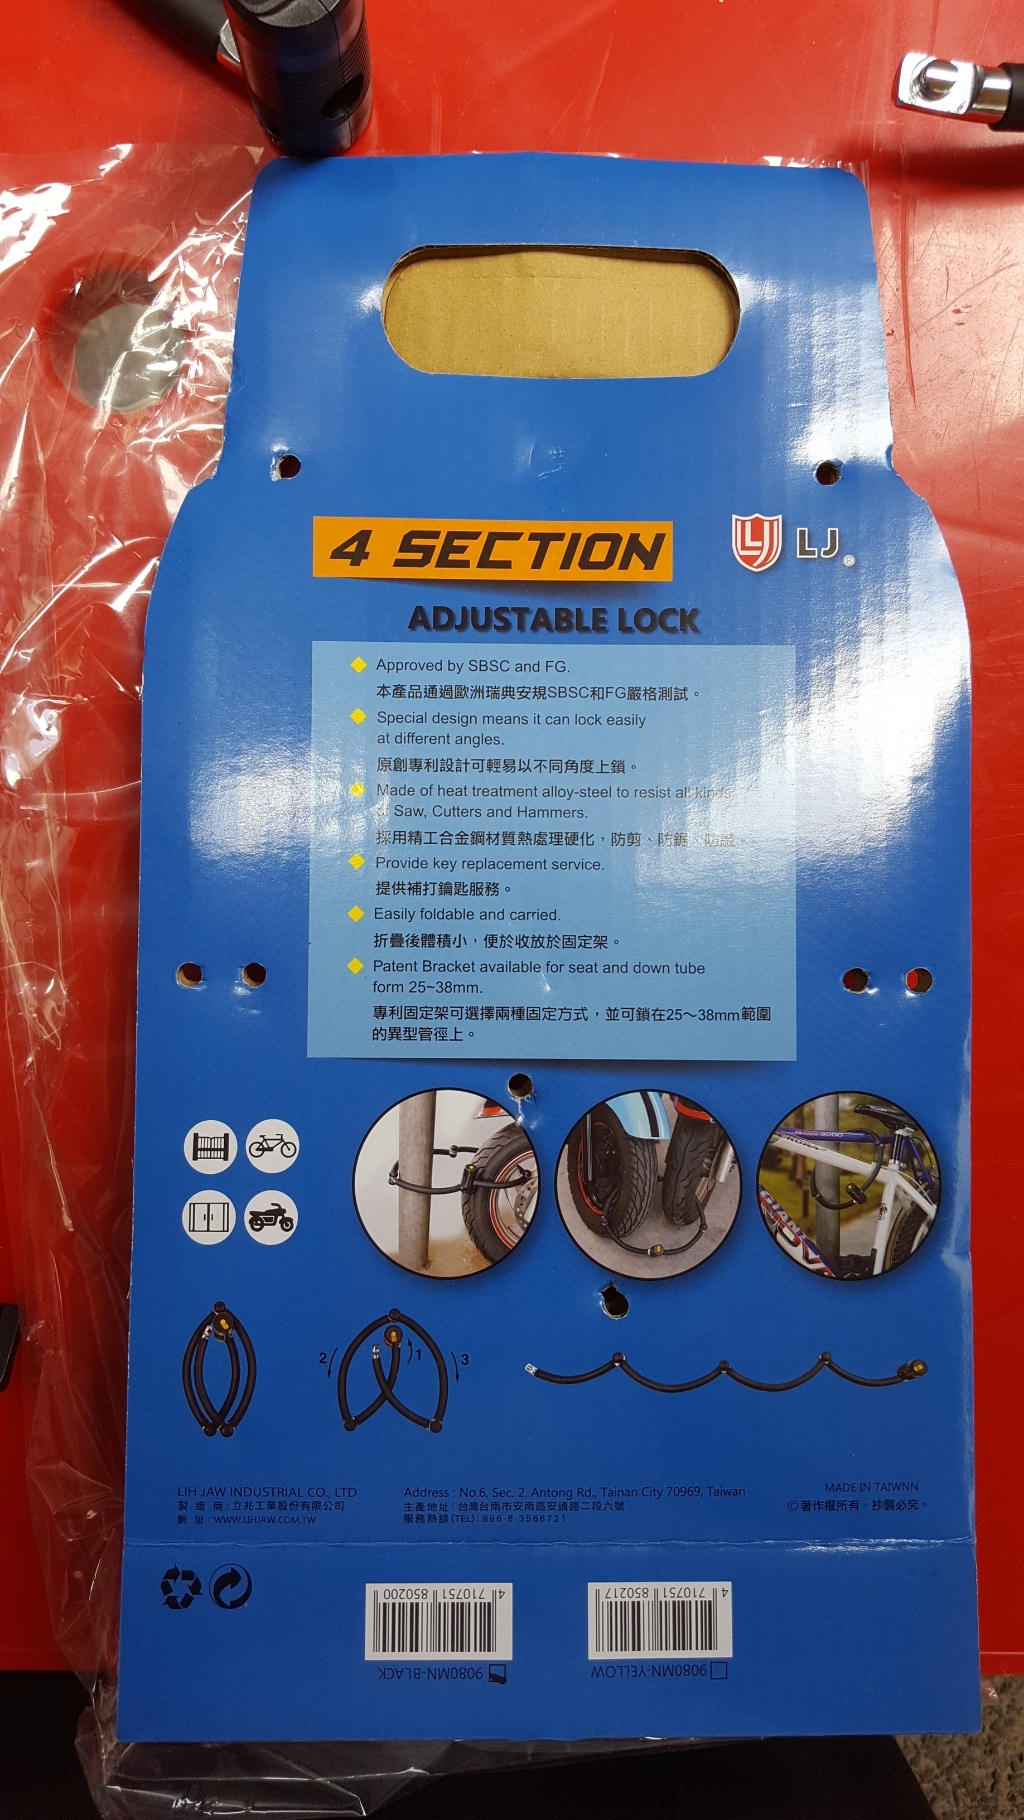 4 SECTION
LJ LJ®
ADJUSTABLE LOCK
Approved by SBSC and FG.
本產品通過歐洲瑞典安規SBSC和FG嚴格測試。
Special design means it can lock easily
at different angles.
原創專利設計可輕易以不同角度上鎖。
Made of heat treatment alloy-steel to resist all kinds
of Saw, Cutters and Hammers.
採用精工合金鋼材質熱處理硬化，防剪、防鋸、防敲。
Provide key replacement service.
提供補打鑰匙服務。
Easily foldable and carried.
折疊後體積小，便於收放於固定架。
Patent Bracket available for seat and down tube
form 25~38mm.
專利固定架可選擇兩種固定方式，並可鎖在25～38mm範圍
的異型管徑上。
3000
GIANT
2 1 3
LIH JAW INDUSTRIAL CO., LTD
製 造 商:立兆工業股份有限公司
網 址:WWW.LIHJAW.COM.TW
Address : No.6, Sec. 2, Antong Rd., Tainan City 70969, Taiwan
生產地址:台灣台南市安南區安通路二段六號
服務熱線(TEL):886-6-3566721
MADE IN TAIWNN
©著作權所有。抄襲必究。
4 710751 850200
4 710751 850217
9080MN-BLACK
9080MN-YELLOW